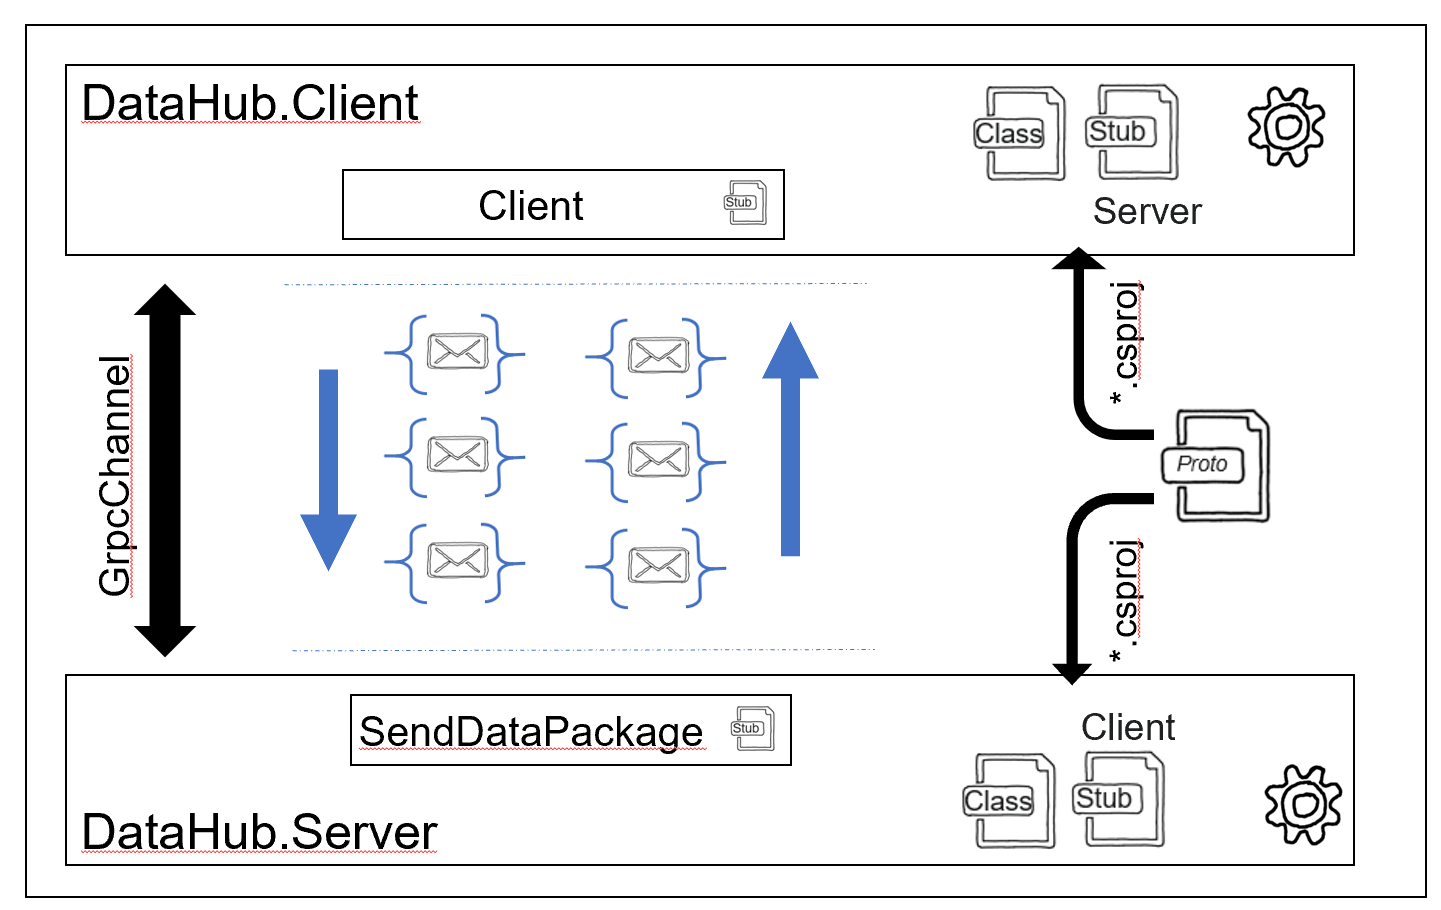 DataHub.Client
Class
Stub
Client
Stub
Server
GrpcChannel
* .csproj
Proto
* .csproj
SendDataPackage
Stub
Client
Class
Stub
DataHub.Server